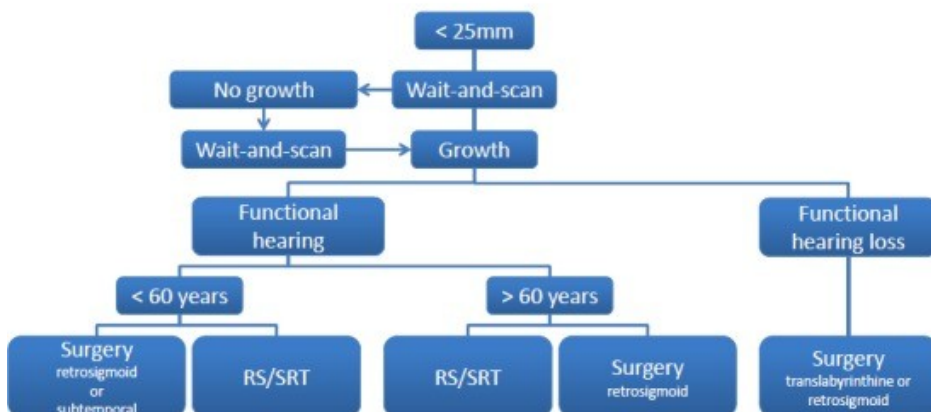 < 25mm
No growth
Wait-and-scan
Wait-and-scan
Growth
Functional
hearing
Functional
hearing loss
< 60 years
> 60 years
Surgery
retrosigmoid
or
subtemporal
RS/SRT
RS/SRT
Surgery
retrosigmoid
Surgery
translabyrinthine or
retrosigmoid